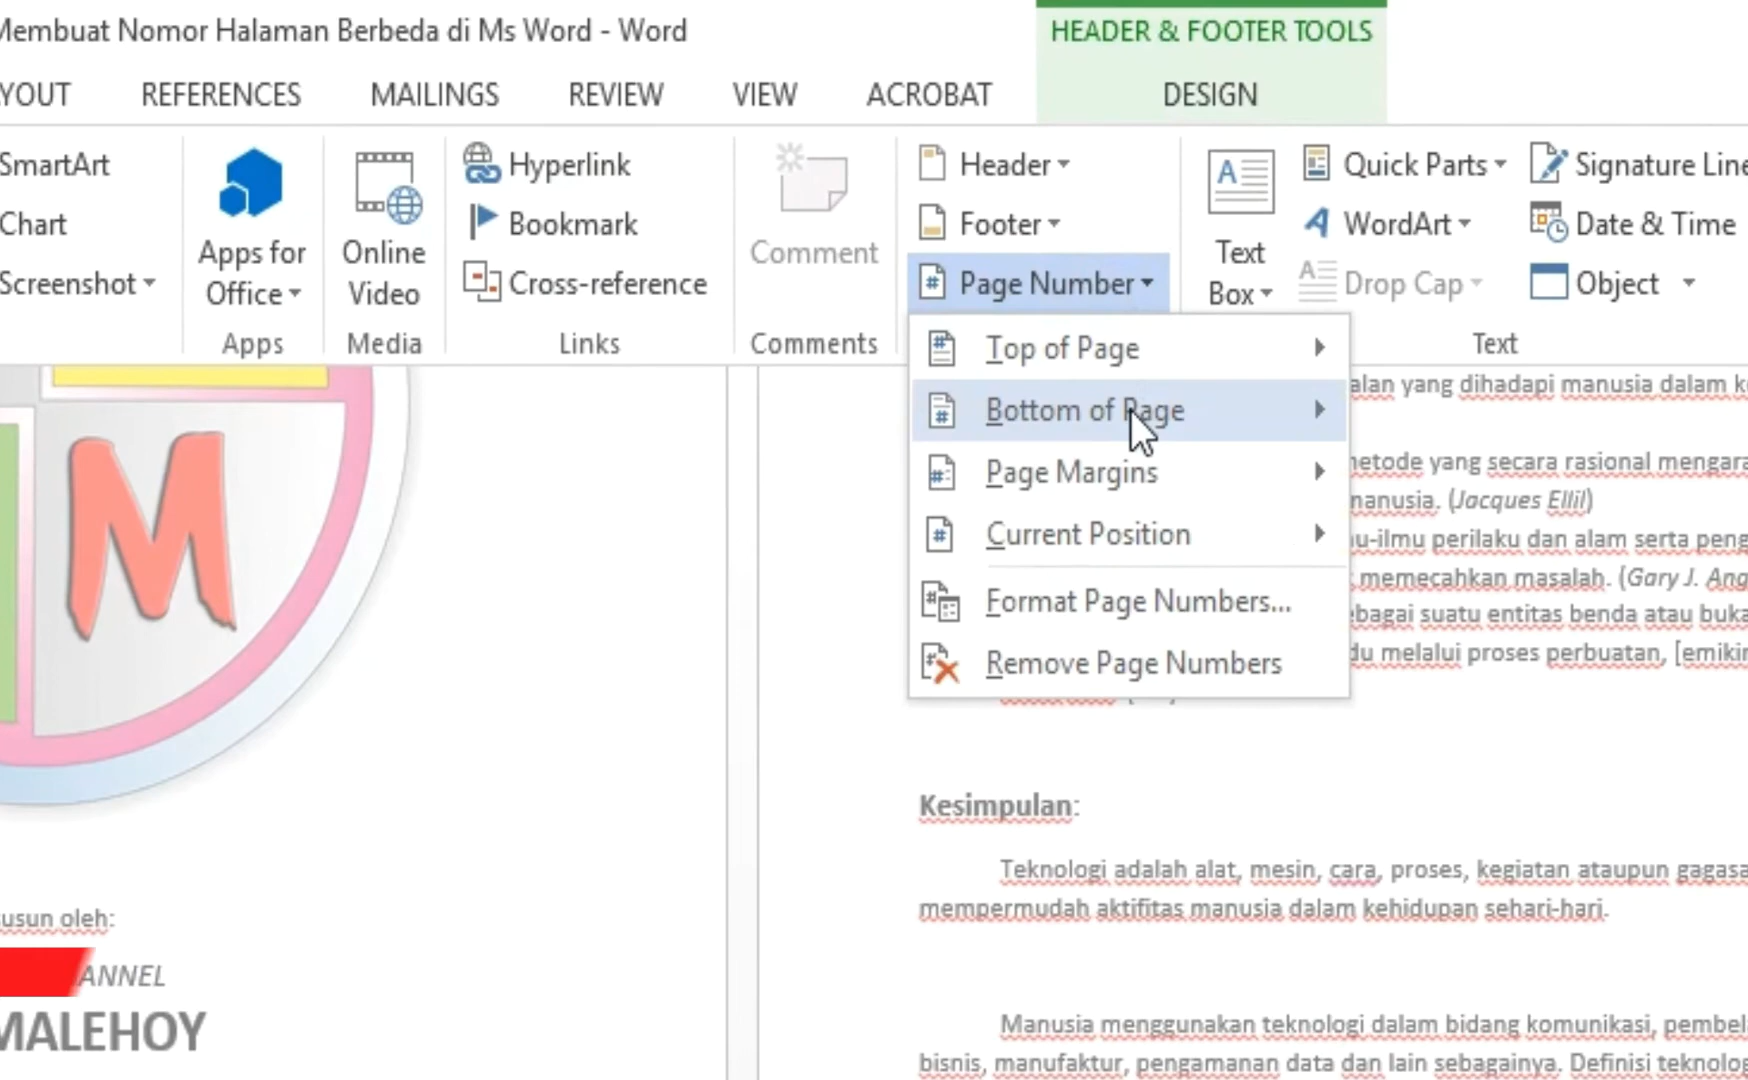 Membuat Nomor Halaman Berbeda di Ms Word - Word
HEADER & FOOTER TOOLS
YOUT REFERENCES MAILINGS REVIEW VIEW ACROBAT DESIGN
SmartArt
Chart
Screenshot
Apps for
Office
Apps
Online
Video
Media
Hyperlink
Bookmark
Cross-reference
Links
Comment
Comments
Header
Footer
Page Number
Text
Box
Quick Parts
WordArt
Drop Cap
Signature Line
Date & Time
Object
Text
Top of Page
Bottom of Page
Page Margins
Current Position
Format Page Numbers...
Remove Page Numbers
M
usun oleh:
ANNEL
MALEHOY
alan yang dihadapi manusia dalam k
metode yang secara rasional mengara
manusia. (Jacques Ellil)
u-ilmu perilaku dan alam serta peng
memecahkan masalah. (Gary J. Ang
ebagai suatu entitas benda atau buka
du melalui proses perbuatan, [emikir
Kesimpulan:
Teknologi adalah alat, mesin, cara, proses, kegiatan ataupun gagasa
mempermudah aktifitas manusia dalam kehidupan sehari-hari.
Manusia menggunakan teknologi dalam bidang komunikasi, pembela
bisnis, manufaktur, pengamanan data dan lain sebagainya. Definisi teknolog